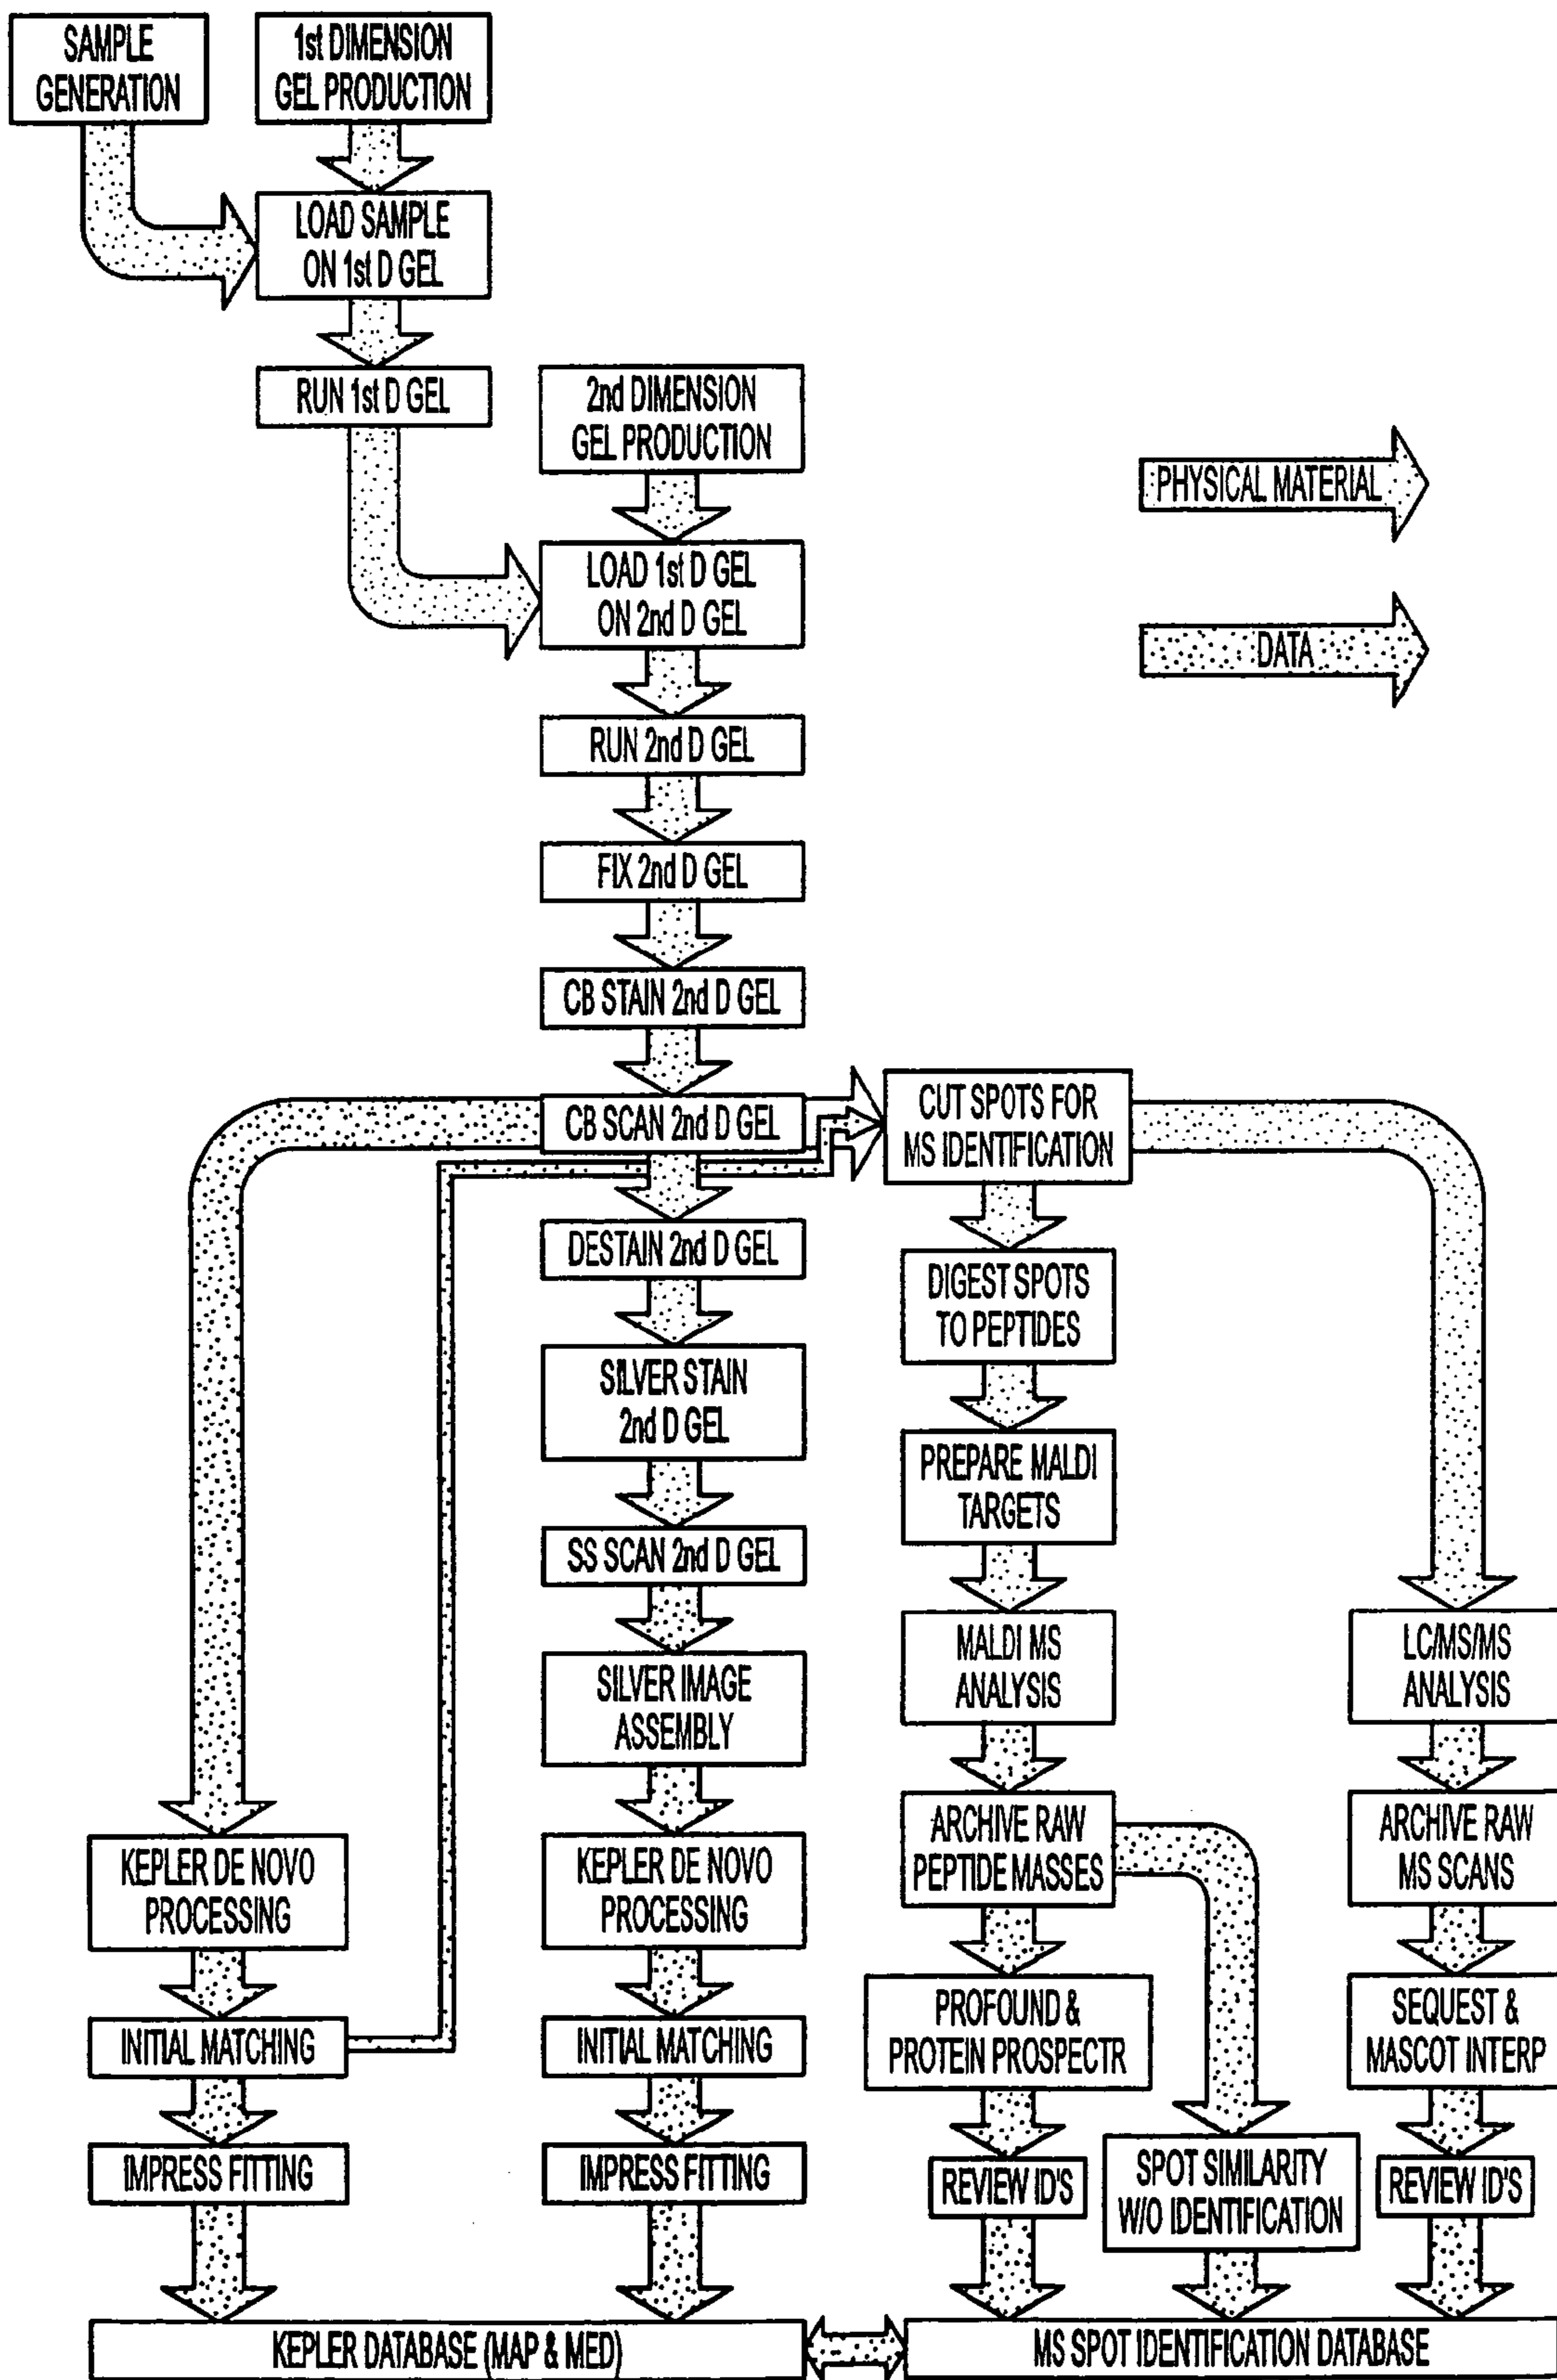 SAMPLE
GENERATION
1st DIMENSION
GEL PRODUCTION
LOAD SAMPLE
ON 1st D GEL
RUN 1st D GEL
2nd DIMENSION
GEL PRODUCTION
PHYSICAL MATERIAL
LOAD 1st D GEL
ON 2nd D GEL
DATA
RUN 2nd D GEL
FIX 2nd D GEL
CB STAIN 2nd D GEL
CB SCAN 2nd D GEL
CUT SPOTS FOR
MS IDENTIFICATION
DESTAIN 2nd D GEL
DIGEST SPOTS
TO PEPTIDES
SILVER STAIN
2nd D GEL
PREPARE MALDI
TARGETS
SS SCAN 2nd D GEL
SILVER IMAGE
ASSEMBLY
MALDI MS
ANALYSIS
LC/MS/MS
ANALYSIS
KEPLER DE NOVO
PROCESSING
KEPLER DE NOVO
PROCESSING
ARCHIVE RAW
PEPTIDE MASSES
ARCHIVE RAW
MS SCANS
INITIAL MATCHING
INITIAL MATCHING
PROFOUND &
PROTEIN PROSPECTR
SEQUEST &
MASCOT INTERP
IMPRESS FITTING
IMPRESS FITTING
REVIEW ID'S
SPOT SIMILARITY
W/O IDENTIFICATION
REVIEW ID'S
KEPLER DATABASE (MAP & MED)
MS SPOT IDENTIFICATION DATABASE